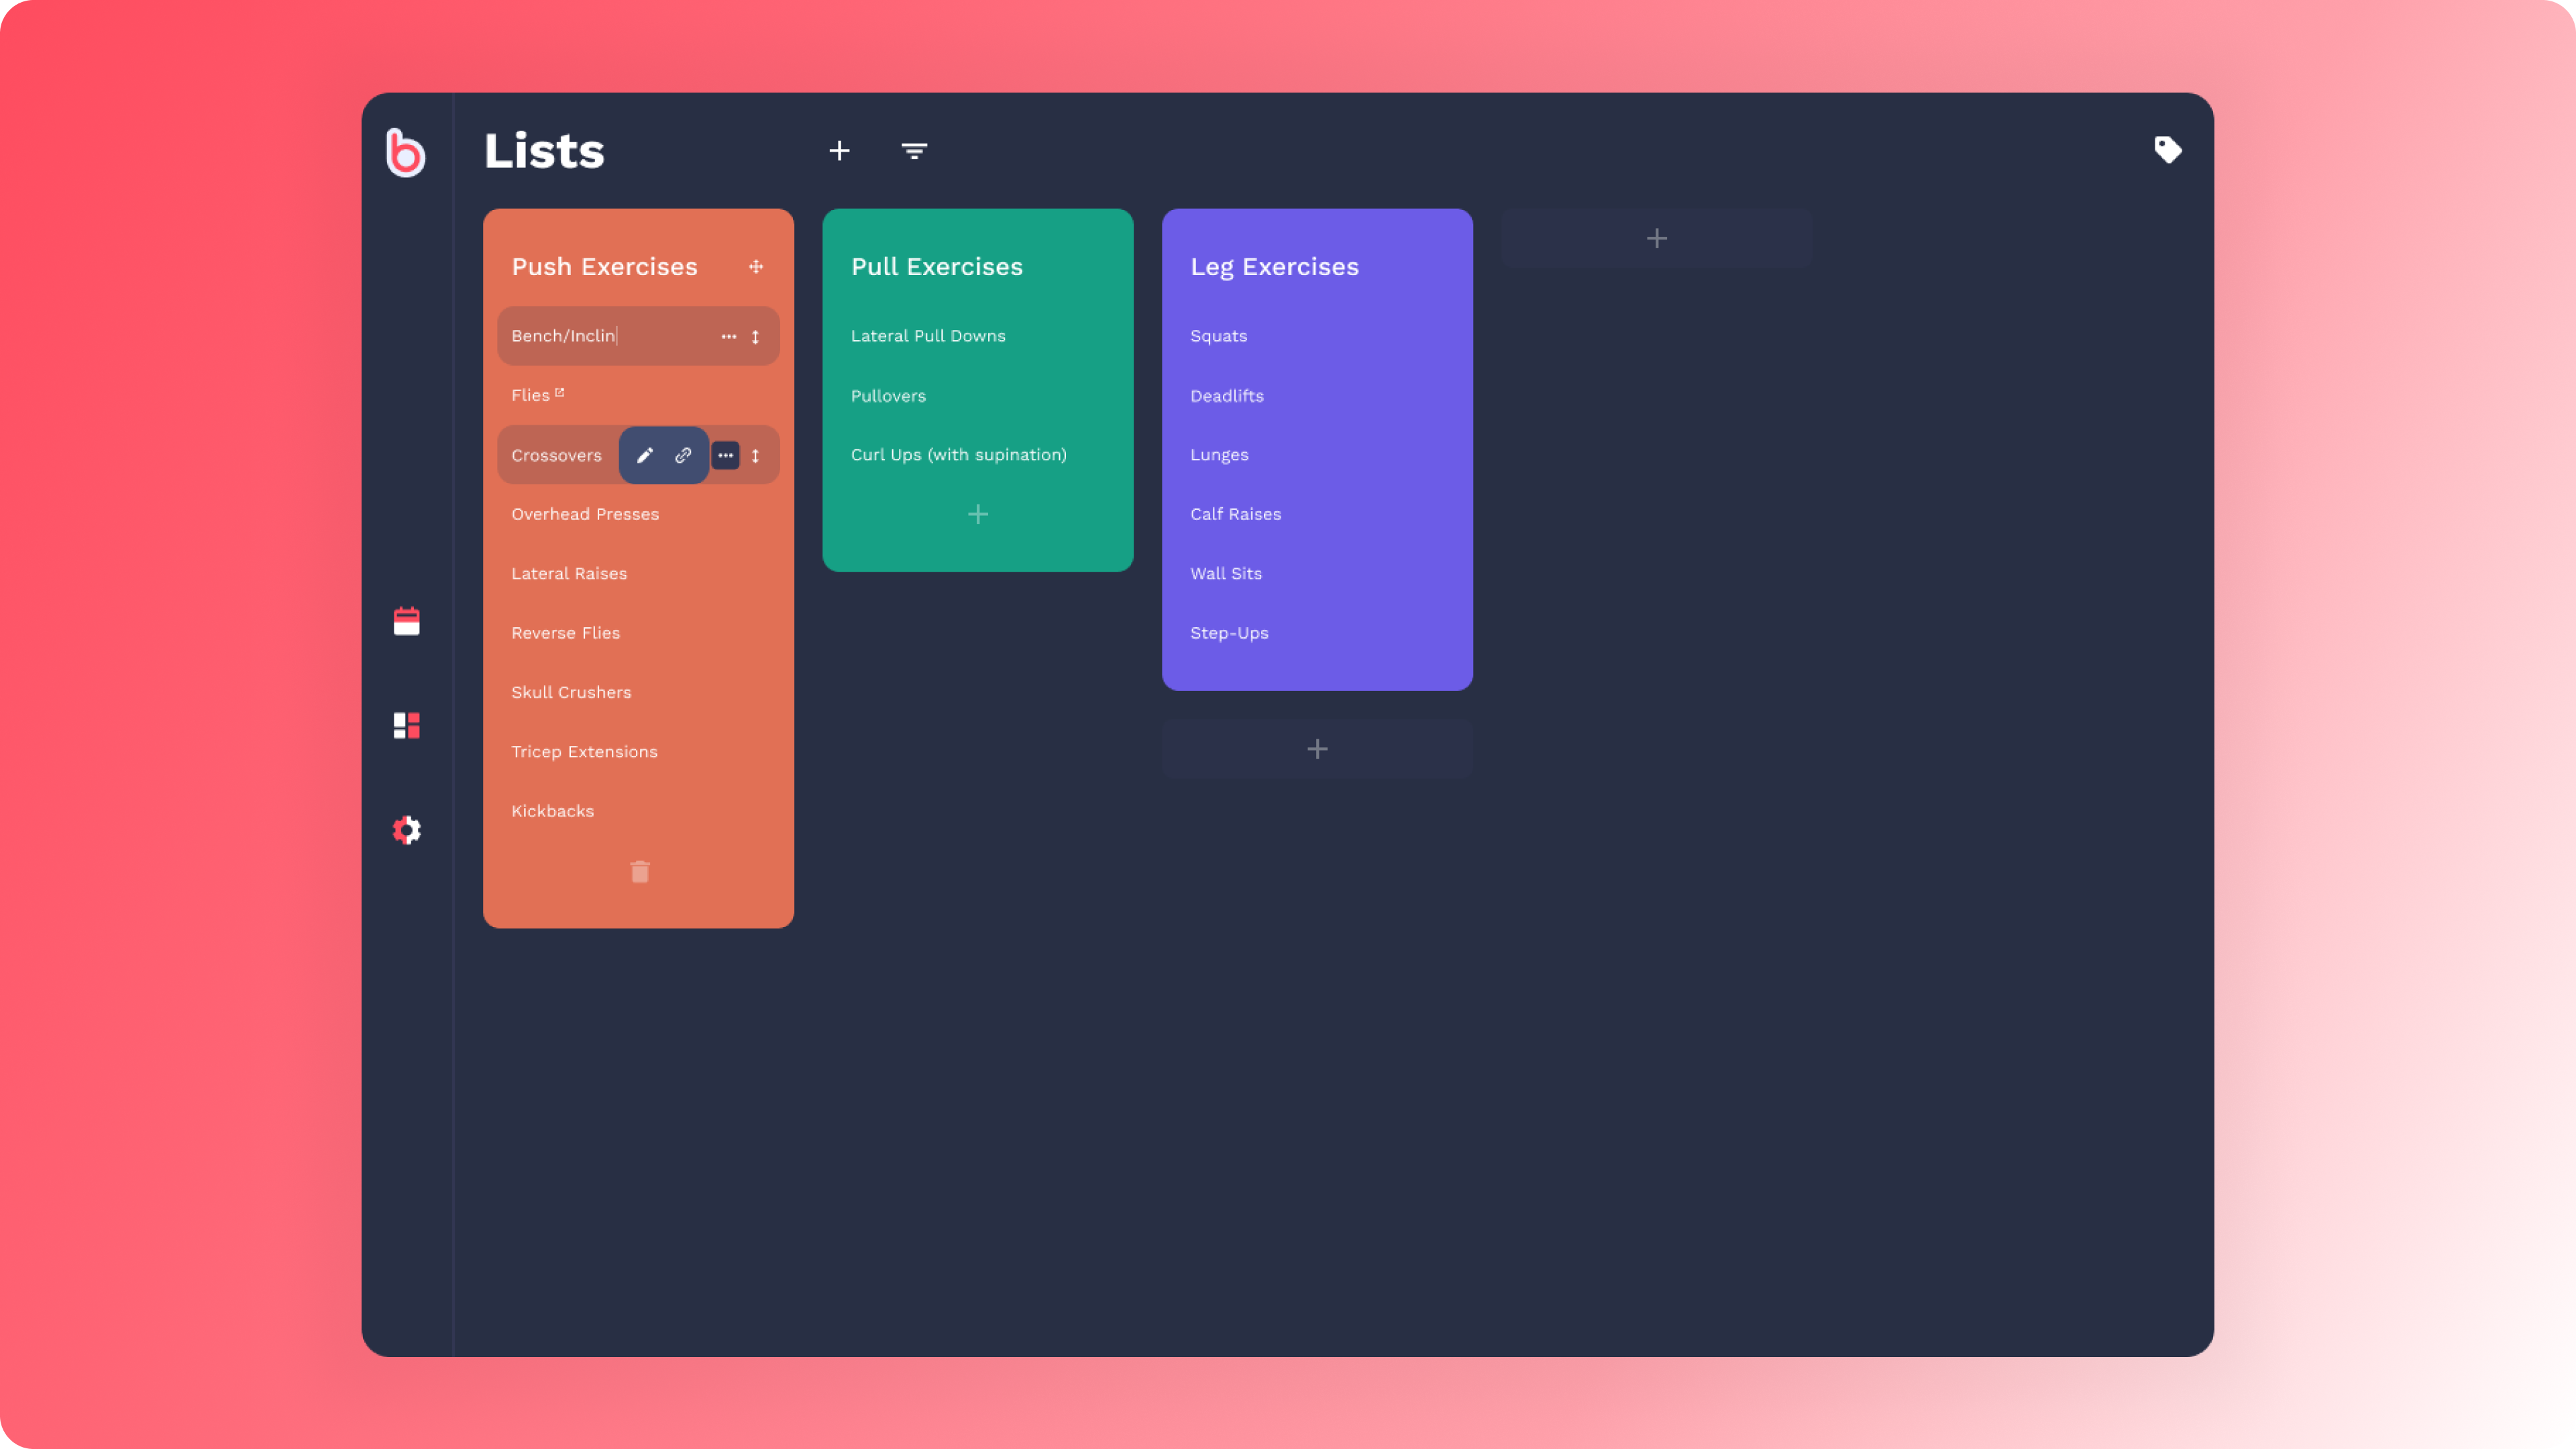 Lists
Push Exercises
Bench/Inclin
Flies
Crossovers
Overhead Presses
Lateral Raises
Reverse Flies
Skull Crushers
Tricep Extensions
Kickbacks
Pull Exercises
Lateral Pull Downs
Pullovers
Curl Ups (with supination)
Leg Exercises
Squats
Deadlifts
Lunges
Calf Raises
Wall Sits
Step-Ups